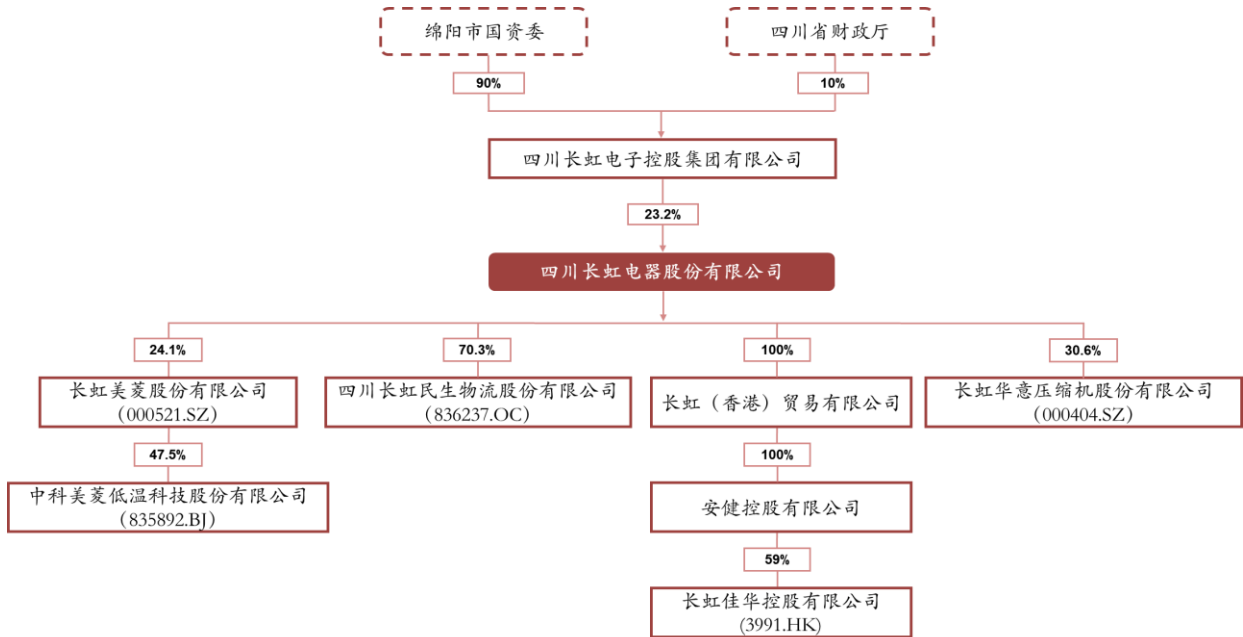 绵阳市国资委
四川省财政厅
90%
10%
四川长虹电子控股集团有限公司
23.2%
四川长虹电器股份有限公司
24.1%
70.3%
100%
30.6%
长虹美菱股份有限公司
(000521.SZ)
四川长虹民生物流股份有限公司
(836237.OC)
长虹（香港）贸易有限公司
长虹华意压缩机股份有限公司
(000404.SZ)
47.5%
100%
中科美菱低温科技股份有限公司
(835892.BJ)
安健控股有限公司
59%
长虹佳华控股有限公司
(3991.HK)